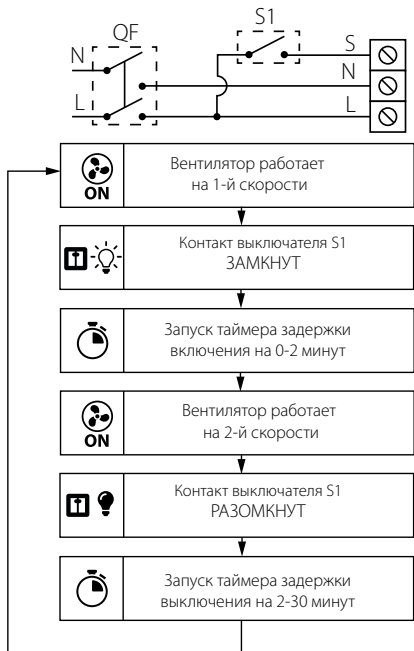 QF
S1
N
S
N
L
L
ON
Вентилятор работает
на 1-й скорости
Контакт выключателя S1
ЗАМКНУТ
Запуск таймера задержки
включения на 0-2 минут
ON
Вентилятор работает
на 2-й скорости
Контакт выключателя S1
РАЗОМКНУТ
Запуск таймера задержки
выключения на 2-30 минут